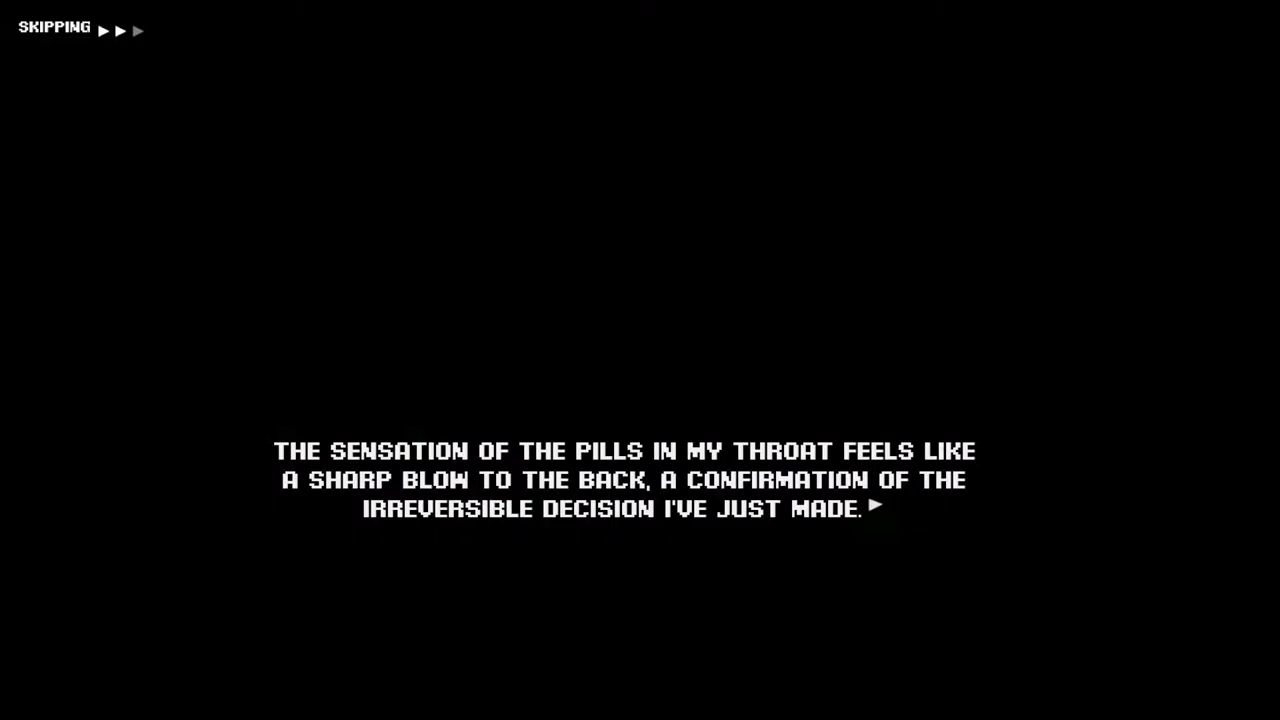 SKIPPING
THE SENSATION OF THE PILLS IN MY THROAT FEELS LIKE
A SHARP BLOW TO THE BACK, A CONFIRMATION OF THE
IRREVERSIBLE DECISION I'VE JUST MADE.